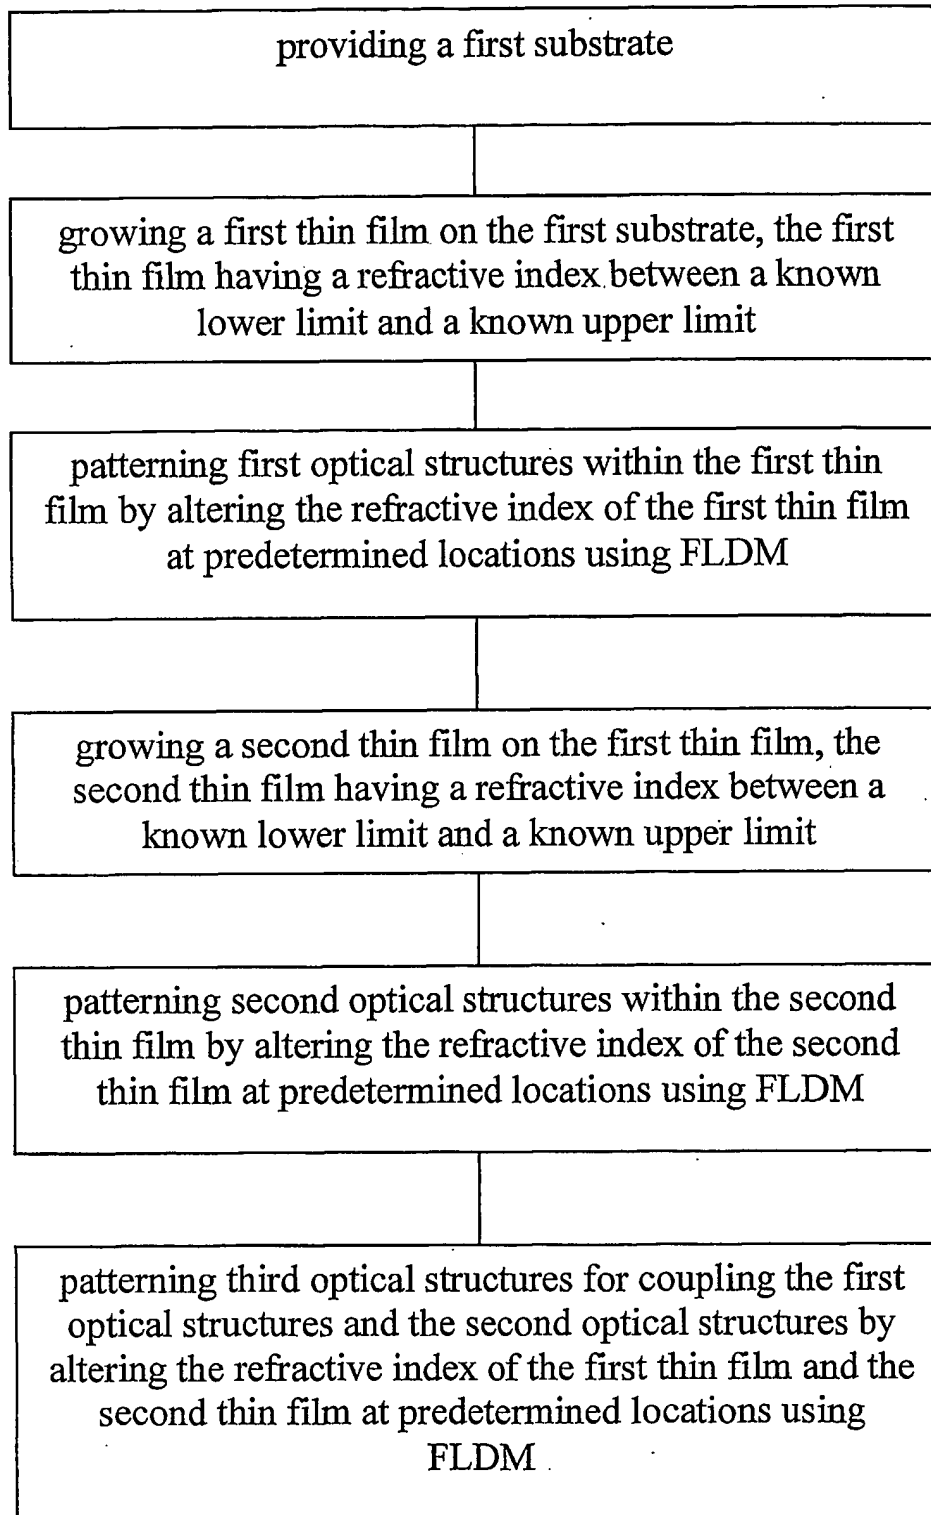 providing a first substrate
growing a first thin film on the first substrate, the first
thin film having a refractive index between a known
lower limit and a known upper limit
patterning first optical structures within the first thin
film by altering the refractive index of the first thin film
at predetermined locations using FLDM
growing a second thin film on the first thin film, the
second thin film having a refractive index between a
known lower limit and a known upper limit
patterning second optical structures within the second
thin film by altering the refractive index of the second
thin film at predetermined locations using FLDM
patterning third optical structures for coupling the first
optical structures and the second optical structures by
altering the refractive index of the first thin film and the
second thin film at predetermined locations using
FLDM